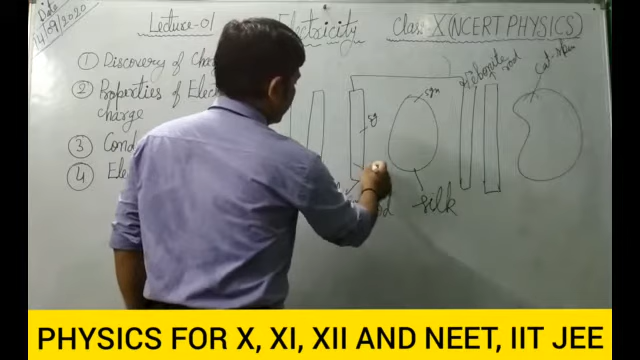 Date
14/09/2020
Lecture-01 Electricity Class X (NCERT PHYSICS)
① Discovery of Cha
② Properties of Elec
charge
③ Cond
④ Ele
Ebonite rod
Cat-skin
silk
PHYSICS FOR X, XI, XII AND NEET, IIT JEE